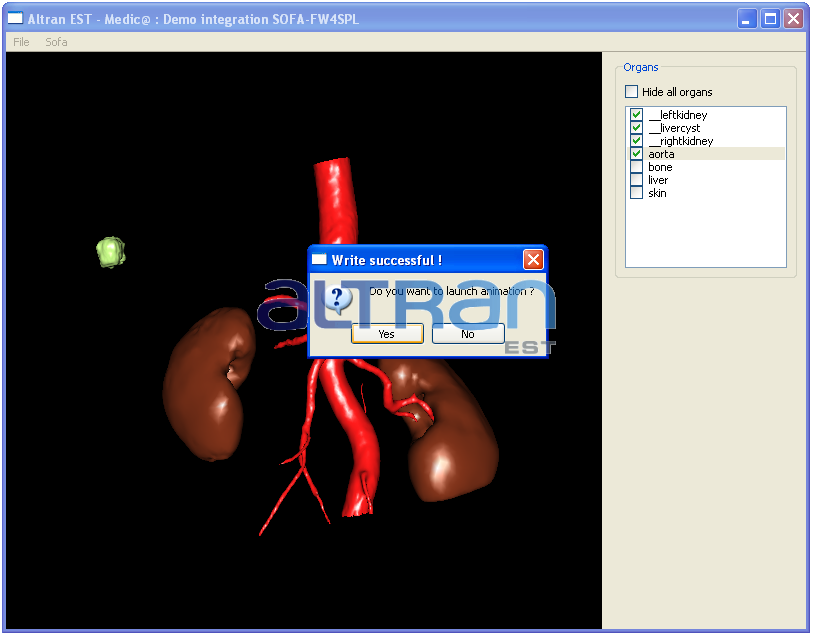 Altran EST - Medic@ : Demo integration SOFA-FW4SPL
File Sofa
Organs
Hide all organs
__leftkidney
__livercyst
__rightkidney
aorta
bone
liver
skin
Write successful !
Do you want to launch animation ?
Yes No
aLTRan
EST